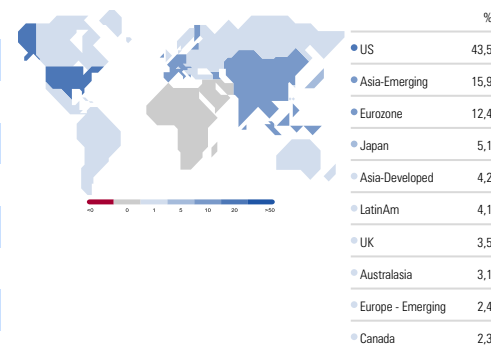 %
US 43,5
Asia-Emerging 15,9
Eurozone 12,4
Japan 5,1
Asia-Developed 4,2
LatinAm 4,1
UK 3,5
Australasia 3,1
Europe - Emerging 2,4
Canada 2,3
<0 0 1 5 10 20 >50